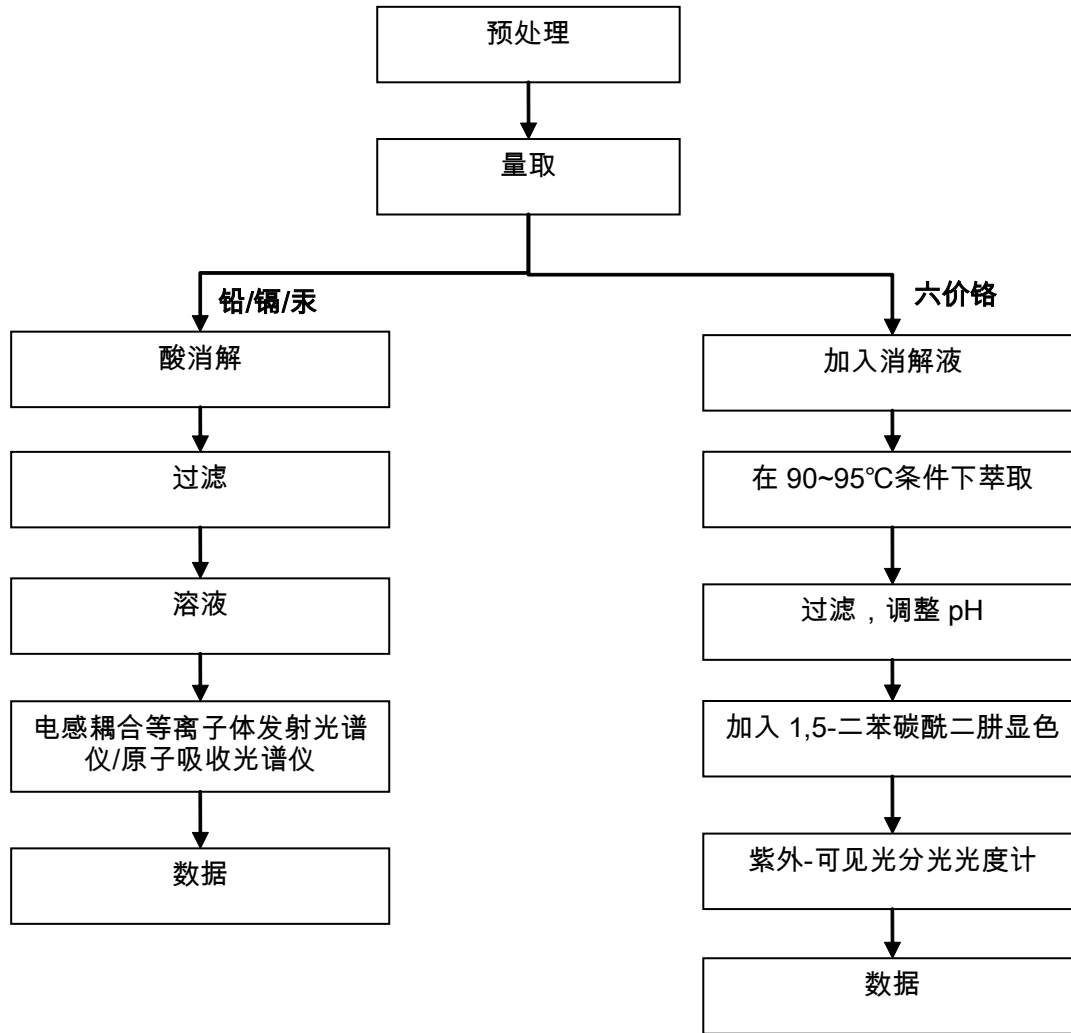 预处理
量取
铅/镉/汞
酸消解
过滤
溶液
电感耦合等离子体发射光谱
仪/原子吸收光谱仪
数据
六价铬
加入消解液
在 90~95℃条件下萃取
过滤，调整 pH
加入 1,5-二苯碳酰二肼显色
紫外-可见光分光光度计
数据